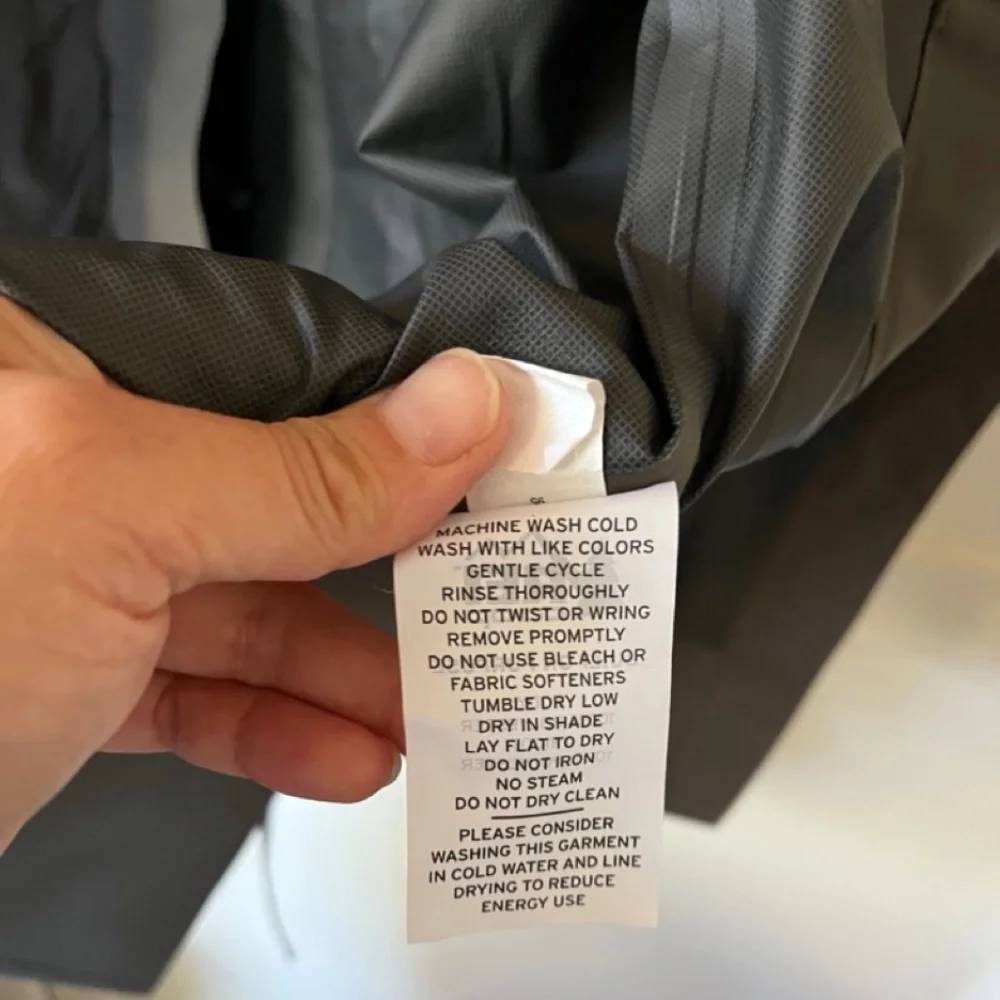 MACHINE WASH COLD
WASH WITH LIKE COLORS
GENTLE CYCLE
RINSE THOROUGHLY
DO NOT TWIST OR WRING
REMOVE PROMPTLY
DO NOT USE BLEACH OR
FABRIC SOFTENERS
TUMBLE DRY LOW
DRY IN SHADE
LAY FLAT TO DRY
DO NOT IRON
NO STEAM
DO NOT DRY CLEAN
PLEASE CONSIDER
WASHING THIS GARMENT
IN COLD WATER AND LINE
DRYING TO REDUCE
ENERGY USE